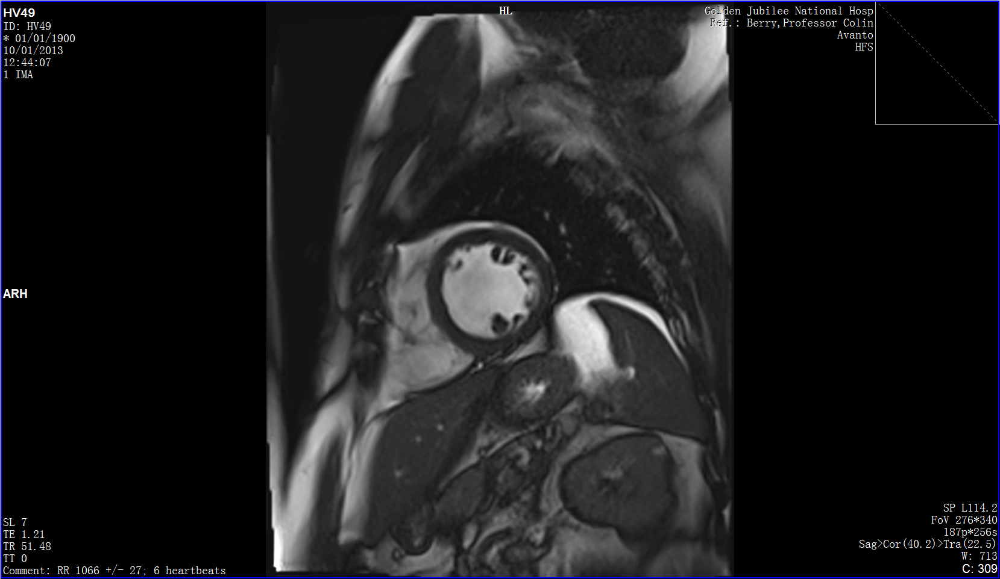 HV49
ID: HV49
* 01/01/1900
10/01/2013
12:44:07
1 IMA
HL
Golden Jubilee National Hosp
Ref.: Berry,Professor Colin
Avanto
HFS
ARH
SL 7
TE 1.21
TR 51.48
TT 0
Comment: RR 1066 +/- 27; 6 heartbeats
SP L114.2
FoV 276*340
187p*256s
Sag>Cor(40.2)>Tra(22.5)
W: 713
C: 309